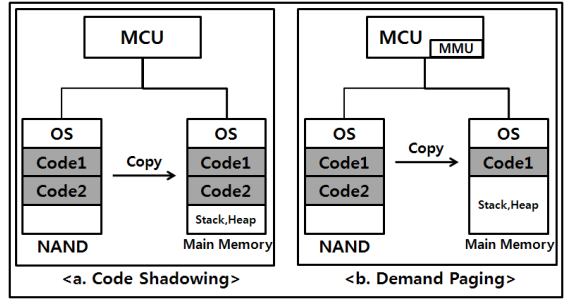 MCU
OS
Code1
Code2
Copy
OS
Code1
Code2
Stack,Heap
NAND
Main Memory
<a. Code Shadowing>
MCU
MMU
OS
Code1
Code2
Copy
OS
Code1
Stack,Heap
NAND
Main Memory
<b. Demand Paging>